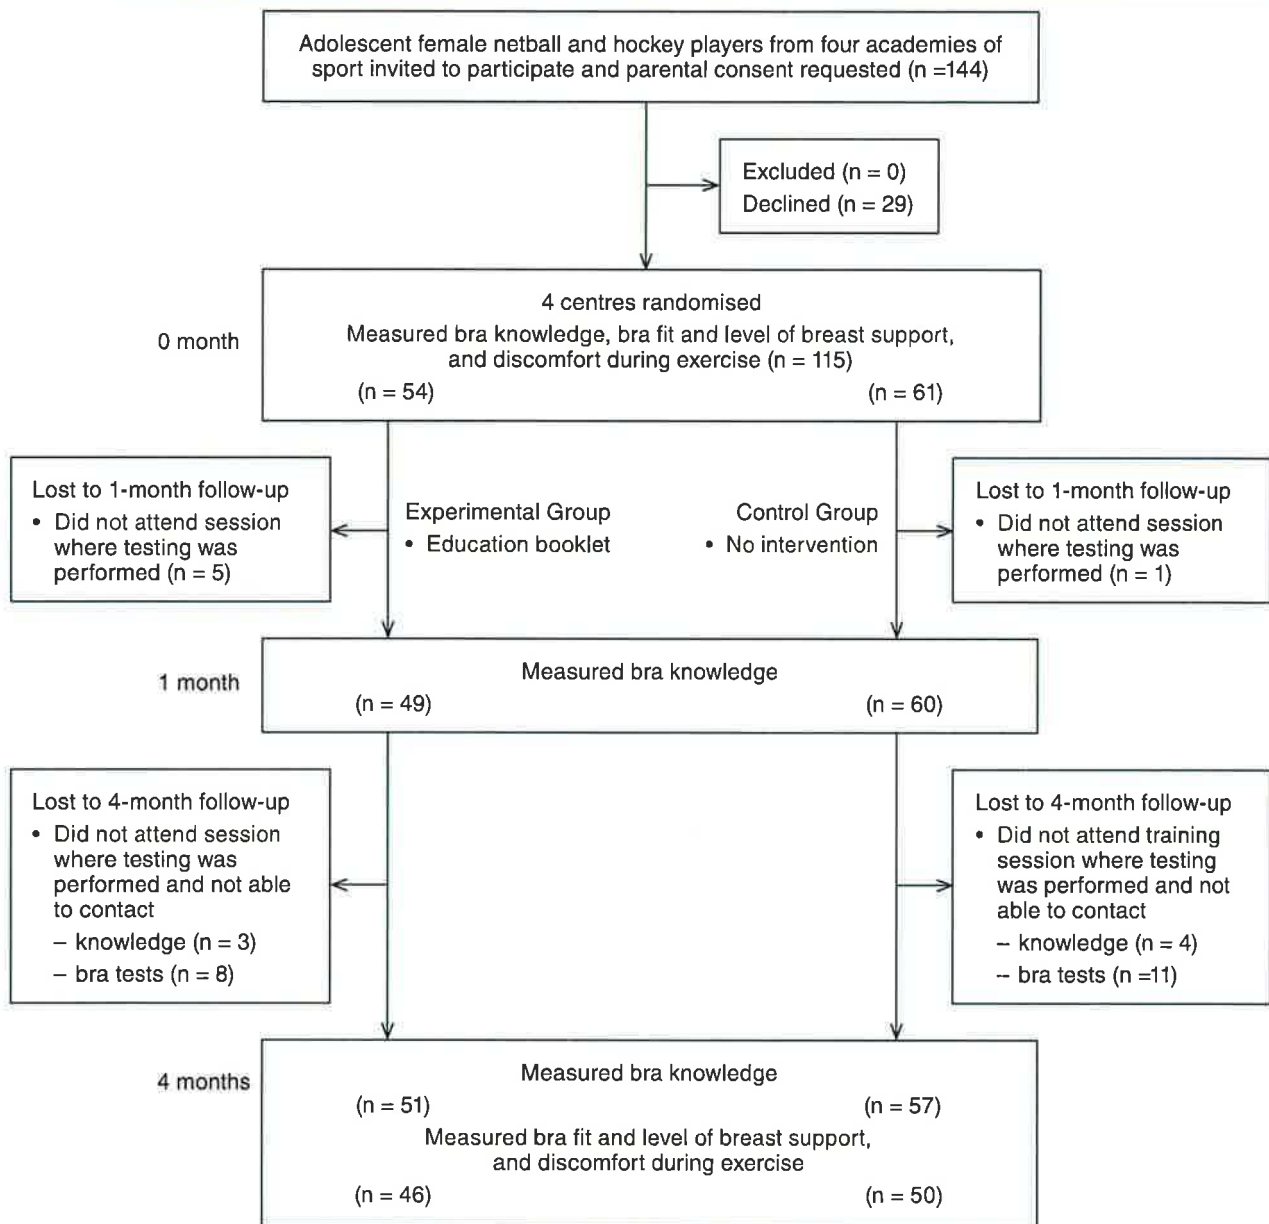 Adolescent female netball and hockey players from four academies of
sport invited to participate and parental consent requested (n =144)
Excluded (n = 0)
Declined (n = 29)
0 month
4 centres randomised
Measured bra knowledge, bra fit and level of breast support,
and discomfort during exercise (n = 115)
(n = 54)
(n = 61)
Lost to 1-month follow-up
• Did not attend session
where testing was
performed (n = 5)
Experimental Group
• Education booklet
Control Group
• No intervention
Lost to 1-month follow-up
• Did not attend session
where testing was
performed (n = 1)
1 month
Measured bra knowledge
(n = 49)
(n = 60)
Lost to 4-month follow-up
• Did not attend session
where testing was
performed and not able
to contact
– knowledge (n = 3)
– bra tests (n = 8)
Lost to 4-month follow-up
• Did not attend training
session where testing
was performed and not
able to contact
– knowledge (n = 4)
– bra tests (n =11)
4 months
Measured bra knowledge
(n = 51)
(n = 57)
Measured bra fit and level of breast support,
and discomfort during exercise
(n = 46)
(n = 50)